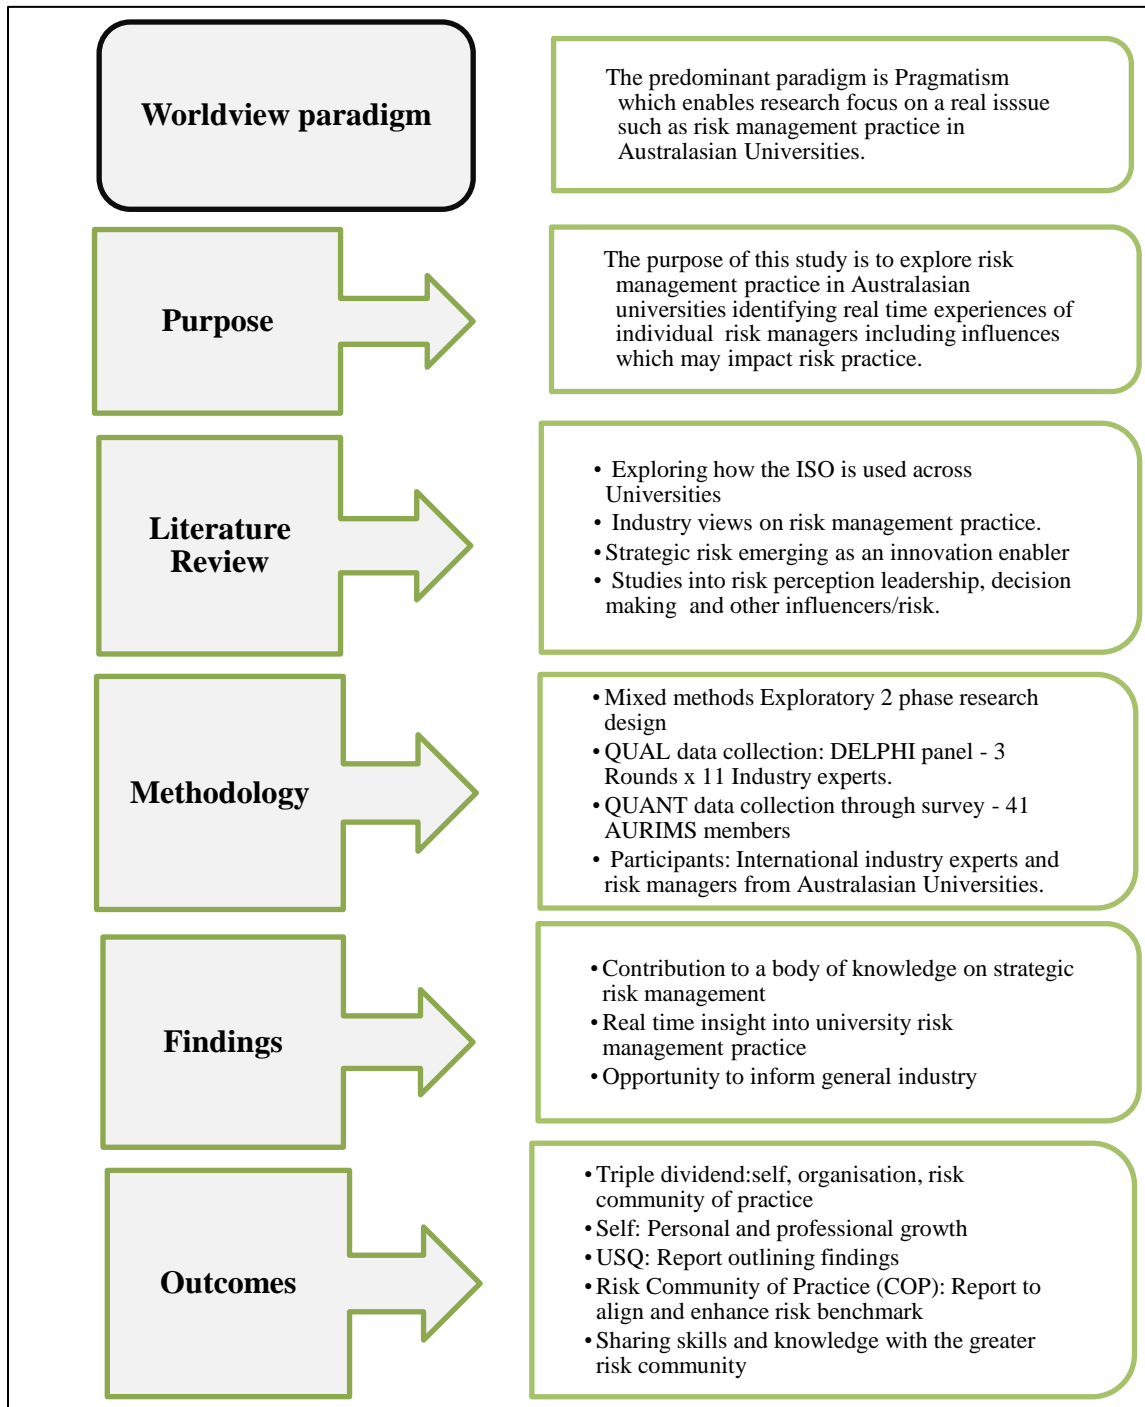 Worldview paradigm
The predominant paradigm is Pragmatism
which enables research focus on a real isssue
such as risk management practice in
Australasian Universities.
Purpose
The purpose of this study is to explore risk
management practice in Australasian
universities identifying real time experiences of
individual risk managers including influences
which may impact risk practice.
Literature
Review
• Exploring how the ISO is used across
Universities
• Industry views on risk management practice.
• Strategic risk emerging as an innovation enabler
• Studies into risk perception leadership, decision
making and other influencers/risk.
Methodology
• Mixed methods Exploratory 2 phase research
design
• QUAL data collection: DELPHI panel - 3
Rounds x 11 Industry experts.
• QUANT data collection through survey - 41
AURIMS members
• Participants: International industry experts and
risk managers from Australasian Universities.
Findings
• Contribution to a body of knowledge on strategic
risk management
• Real time insight into university risk
management practice
• Opportunity to inform general industry
Outcomes
• Triple dividend:self, organisation, risk
community of practice
• Self: Personal and professional growth
• USQ: Report outlining findings
• Risk Community of Practice (COP): Report to
align and enhance risk benchmark
• Sharing skills and knowledge with the greater
risk community